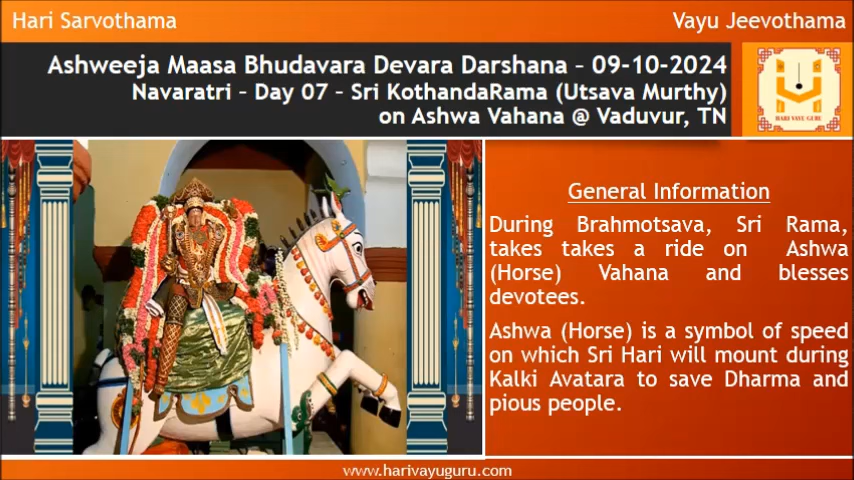 Hari Sarvothama
Vayu Jeevothama
Ashweeja Maasa Bhudavara Devara Darshana – 09-10-2024
Navaratri – Day 07 – Sri KothandaRama (Utsava Murthy)
on Ashwa Vahana @ Vaduvur, TN
HARI VAYU GURU
General Information
During Brahmotsava, Sri Rama,
takes takes a ride on Ashwa
(Horse) Vahana and blesses
devotees.
Ashwa (Horse) is a symbol of speed
on which Sri Hari will mount during
Kalki Avatara to save Dharma and
pious people.
www.harivayuguru.com